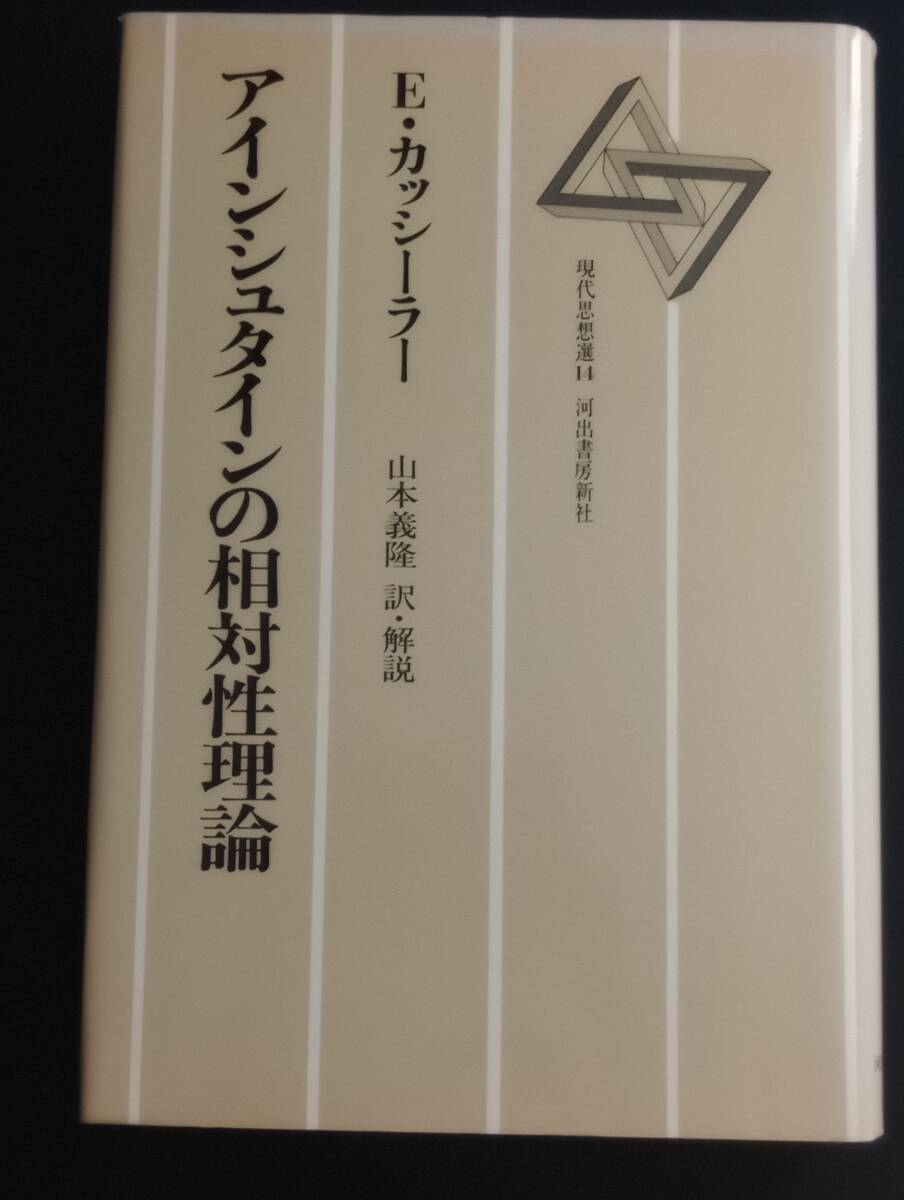 現代思想選14 河出書房新社
E・カッシーラー 山本義隆 訳・解説
アインシュタインの相対性理論